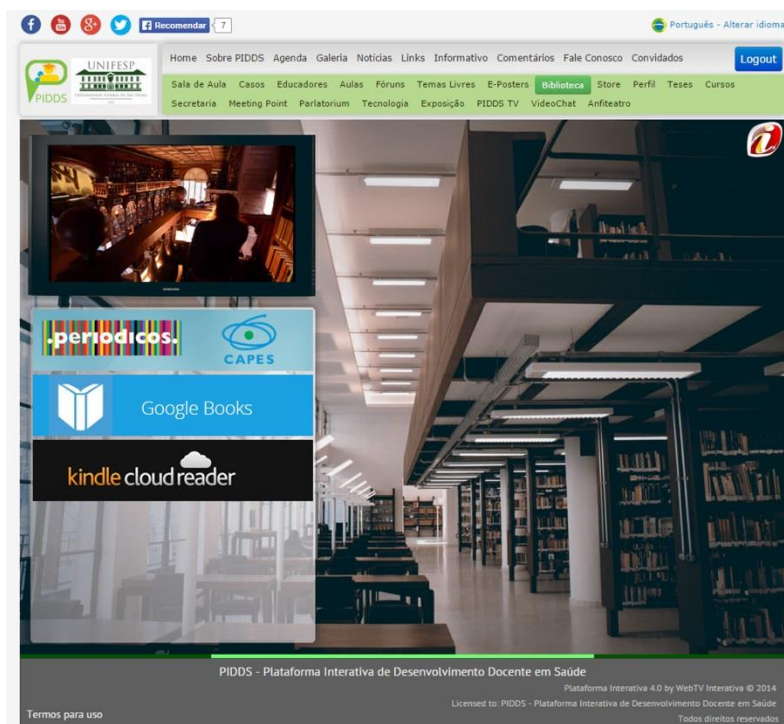 Recomendar 7
Português - Alterar idioma
PIDDS
UNIFESP
Home Sobre PIDDS Agenda Galeria Notícias Links Informativo Comentários Fale Conosco Convidados
Logout
Sala de Aula Casos Educadores Aulas Fóruns Temas Livres E-Posters Biblioteca Store Perfil Teses Cursos
Secretaria Meeting Point Parlatorium Tecnologia Exposição PIDDS TV VideoChat Anfiteatro
SAMSUNG
.periodicos. CAPES
Google Books
kindle cloud reader
PIDDS - Plataforma Interativa de Desenvolvimento Docente em Saúde
Plataforma Interativa 4.0 by WebTV Interativa © 2014
Licensed to: PIDDS - Plataforma Interativa de Desenvolvimento Docente em Saúde
Termos para uso
Todos direitos reservados